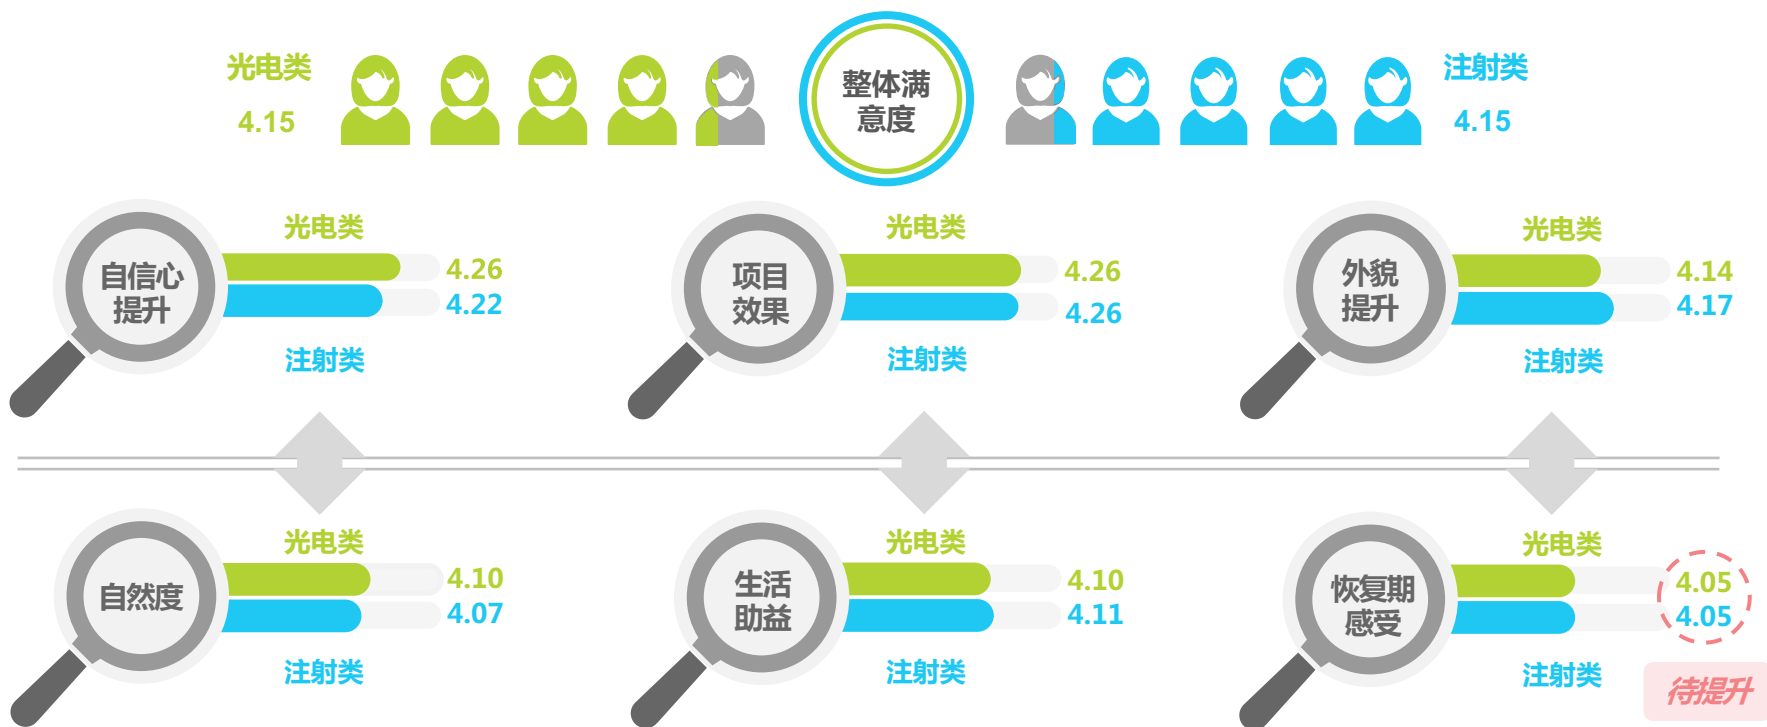 光电类
4.15
整体满
意度
注射类
4.15
光电类
自信心
提升
4.26
4.22
注射类
光电类
项目
效果
4.26
4.26
注射类
光电类
外貌
提升
4.14
4.17
注射类
光电类
自然度
4.10
4.07
注射类
光电类
生活
助益
4.10
4.11
注射类
光电类
恢复期
感受
4.05
4.05
注射类
待提升